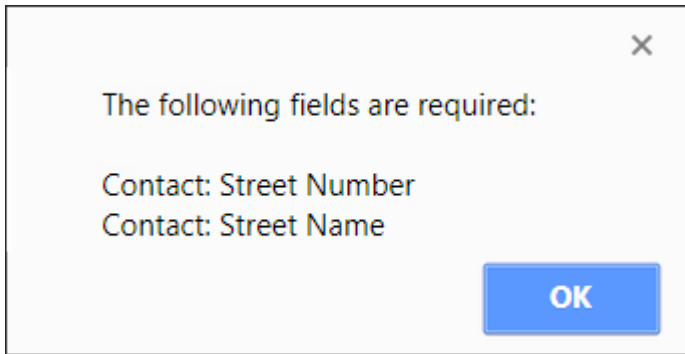 The following fields are required:
Contact: Street Number
Contact: Street Name
OK